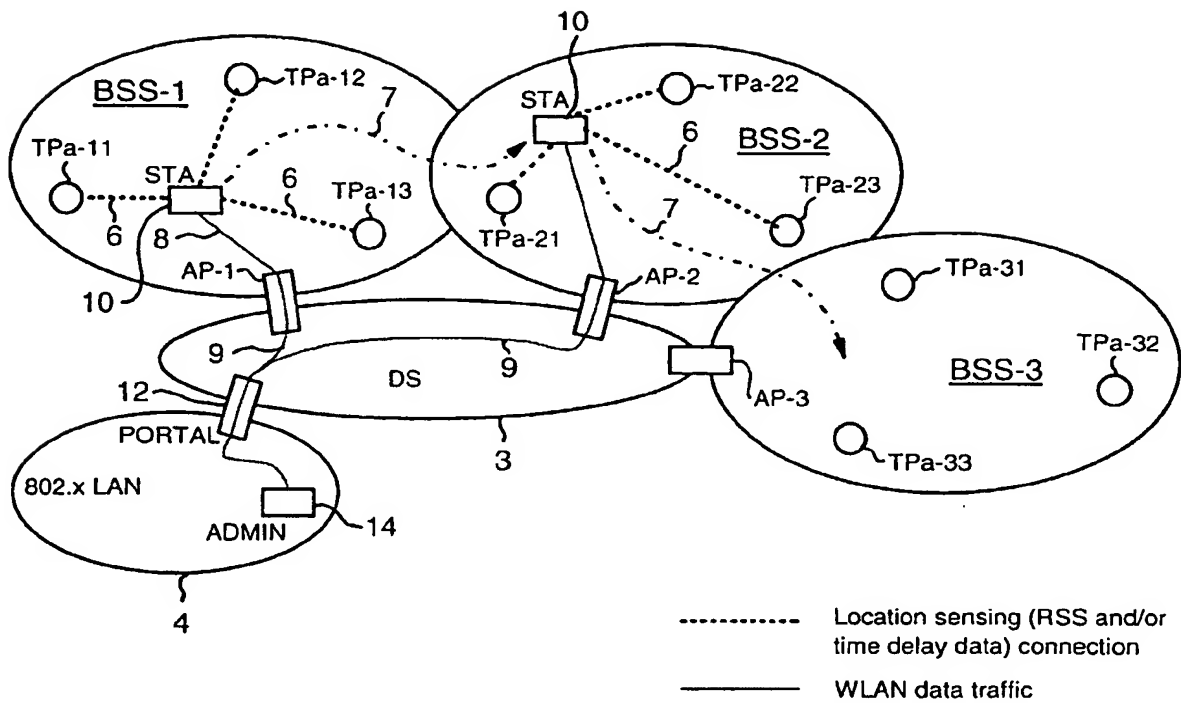 10
BSS-1
TPa-12
7
STA
TPa-22
6
BSS-2
TPa-11
STA
6
TPa-13
TPa-23
6
8
TPa-21
7
AP-1
AP-2
TPa-31
10
9
9
TPa-32
DS
BSS-3
12
AP-3
PORTAL
3
TPa-33
802.x LAN
ADMIN
14
4
Location sensing (RSS and/or
time delay data) connection
WLAN data traffic